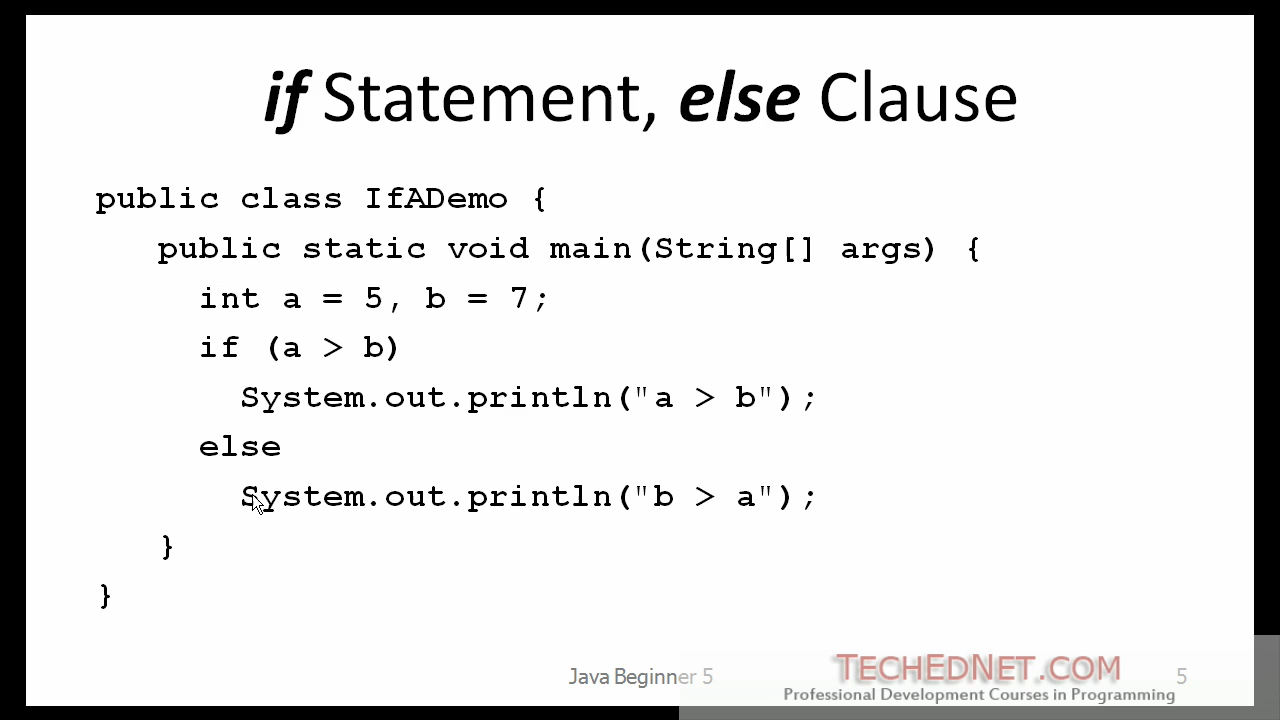 if Statement, else Clause
public class IfADemo {
public static void main(String[] args) {
int a = 5, b = 7;
if (a > b)
System.out.println("a > b");
else
System.out.println("b > a");
}
}
Java Beginner 5
TECHEDNET.COM
5
Professional Development Courses in Programming